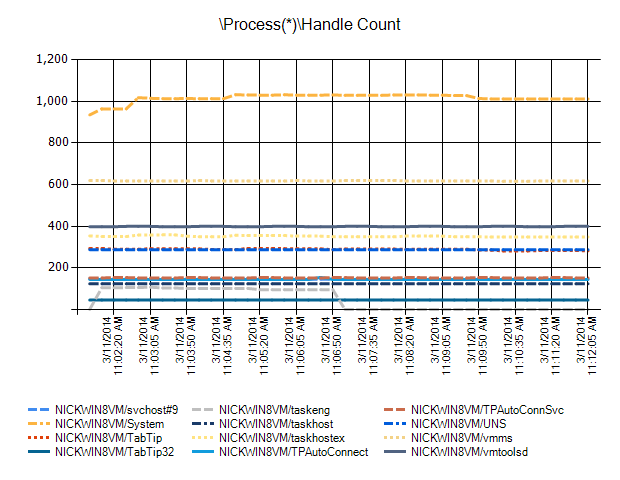 \Process(*)\Handle Count
1,200
1,000
800
600
400
200
3/11/2014 11:02:20 AM
3/11/2014 11:03:05 AM
3/11/2014 11:03:50 AM
3/11/2014 11:04:35 AM
3/11/2014 11:05:20 AM
3/11/2014 11:06:05 AM
3/11/2014 11:06:50 AM
3/11/2014 11:07:35 AM
3/11/2014 11:08:20 AM
3/11/2014 11:09:05 AM
3/11/2014 11:09:50 AM
3/11/2014 11:10:35 AM
3/11/2014 11:11:20 AM
3/11/2014 11:12:05 AM
NICKWIN8VM/svchost#9 NICKWIN8VM/taskeng NICKWIN8VM/TPAutoConnSvc
NICKWIN8VM/System NICKWIN8VM/taskhost NICKWIN8VM/UNS
NICKWIN8VM/TabTip NICKWIN8VM/taskhostex NICKWIN8VM/vmms
NICKWIN8VM/TabTip32 NICKWIN8VM/TPAutoConnect NICKWIN8VM/vmtoolsd